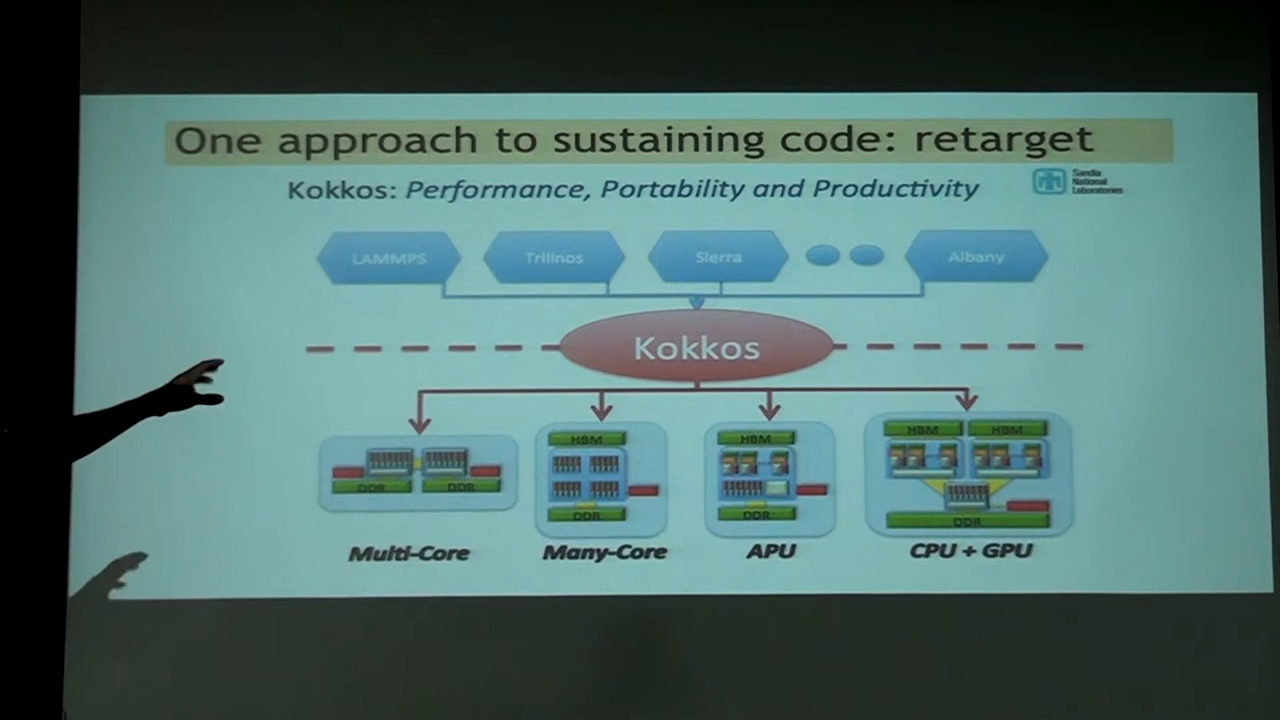 One approach to sustaining code: retarget
Kokkos: Performance, Portability and Productivity
Sandia
National
Laboratories
LAMMPS
Trilinos
Sierra
Albany
Kokkos
HBM
HBM
HBM
HBM
DDR
DDR
DDR
DDR
DDR
Multi-Core
Many-Core
APU
CPU + GPU